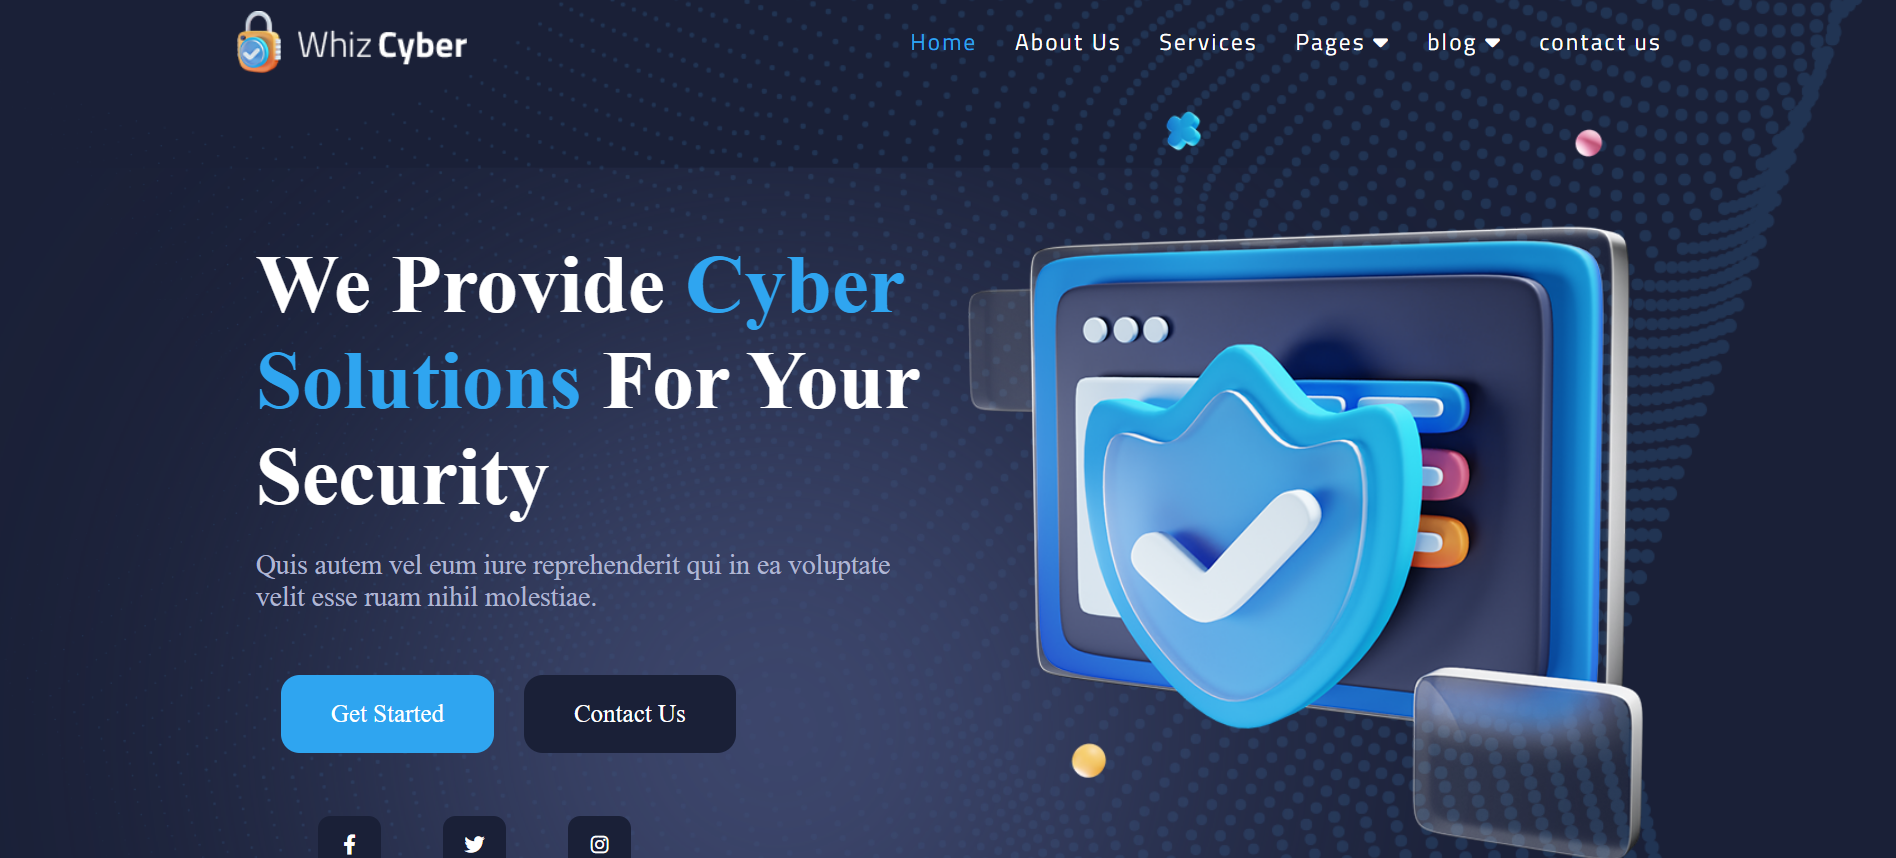 Whiz Cyber
Home About Us Services Pages blog contact us
We Provide Cyber
Solutions For Your
Security
Quis autem vel eum iure reprehenderit qui in ea voluptate
velit esse ruam nihil molestiae.
Get Started Contact Us